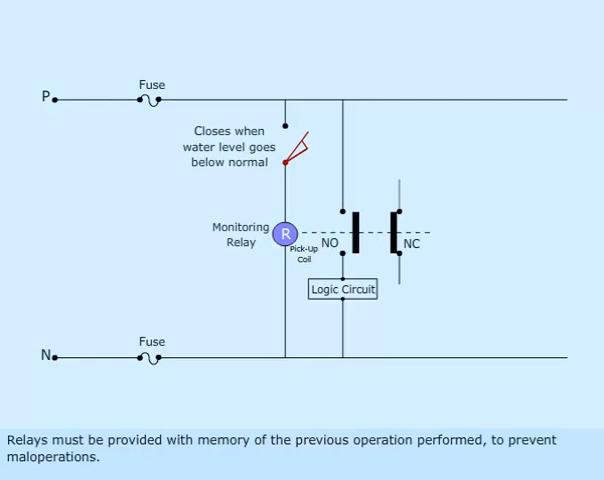 Fuse
P
Closes when
water level goes
below normal
Monitoring
Relay
R
Pick-Up
Coil
NO
NC
Logic Circuit
Fuse
N
Relays must be provided with memory of the previous operation performed, to prevent
maloperations.